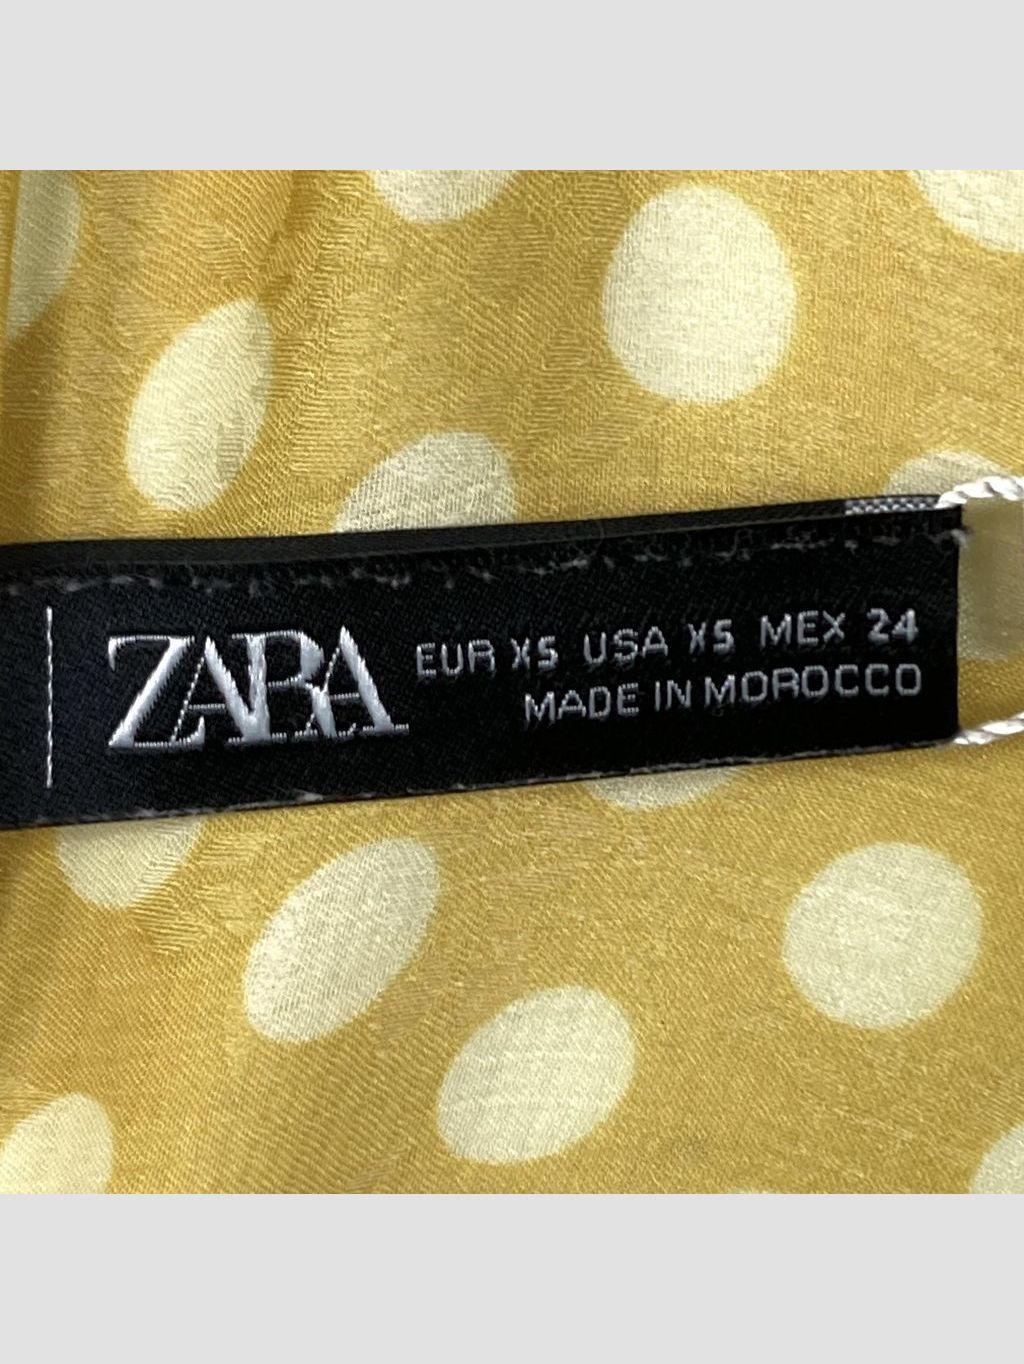 ZARA
EUR XS USA XS MEX 24
MADE IN MOROCCO